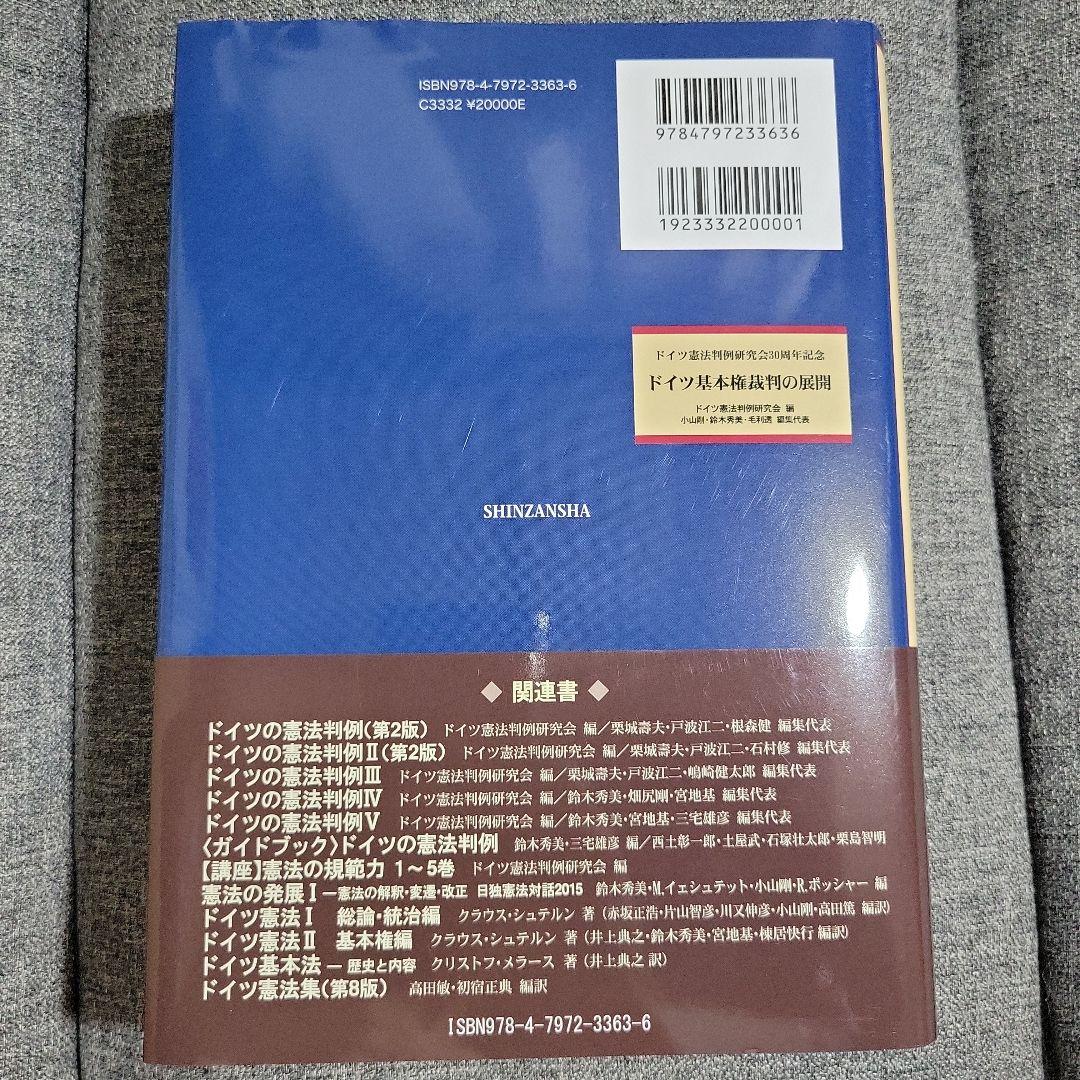 ISBN978-4-7972-3363-6
C3332 ¥20000E
9784797233636
1923332200001
ドイツ憲法判例研究会30周年記念
ドイツ基本権裁判の展開
ドイツ憲法判例研究会 編
小山剛・鈴木秀美・毛利透 編集代表
SHINZANSHA
◆ 関連書 ◆
ドイツの憲法判例(第2版) ドイツ憲法判例研究会 編／栗城壽夫・戸波江二・根森健 編集代表
ドイツの憲法判例Ⅱ(第2版) ドイツ憲法判例研究会 編／栗城壽夫・戸波江二・石村修 編集代表
ドイツの憲法判例Ⅲ ドイツ憲法判例研究会 編／栗城壽夫・戸波江二・嶋崎健太郎 編集代表
ドイツの憲法判例Ⅳ ドイツ憲法判例研究会 編／鈴木秀美・畑尻剛・宮地基 編集代表
ドイツの憲法判例Ⅴ ドイツ憲法判例研究会 編／鈴木秀美・宮地基・三宅雄彦 編集代表
〈ガイドブック〉ドイツの憲法判例 鈴木秀美・三宅雄彦 編／西土彰一郎・土屋武・石塚壮太郎・栗島智明
【講座】憲法の規範力 1～5巻 ドイツ憲法判例研究会 編
憲法の発展Ⅰ―憲法の解釈・変遷・改正 日独憲法対話2015 鈴木秀美・M.イェシュテット・小山剛・R.ポッシャー 編
ドイツ憲法Ⅰ 総論・統治編 クラウス・シュテルン 著（赤坂正浩・片山智彦・川又伸彦・小山剛・高田篤 編訳）
ドイツ憲法Ⅱ 基本権編 クラウス・シュテルン 著（井上典之・鈴木秀美・宮地基・棟居快行 編訳）
ドイツ基本法 ― 歴史と内容 クリストフ・メラース 著（井上典之 訳）
ドイツ憲法集(第8版) 高田敏・初宿正典 編訳
ISBN978-4-7972-3363-6